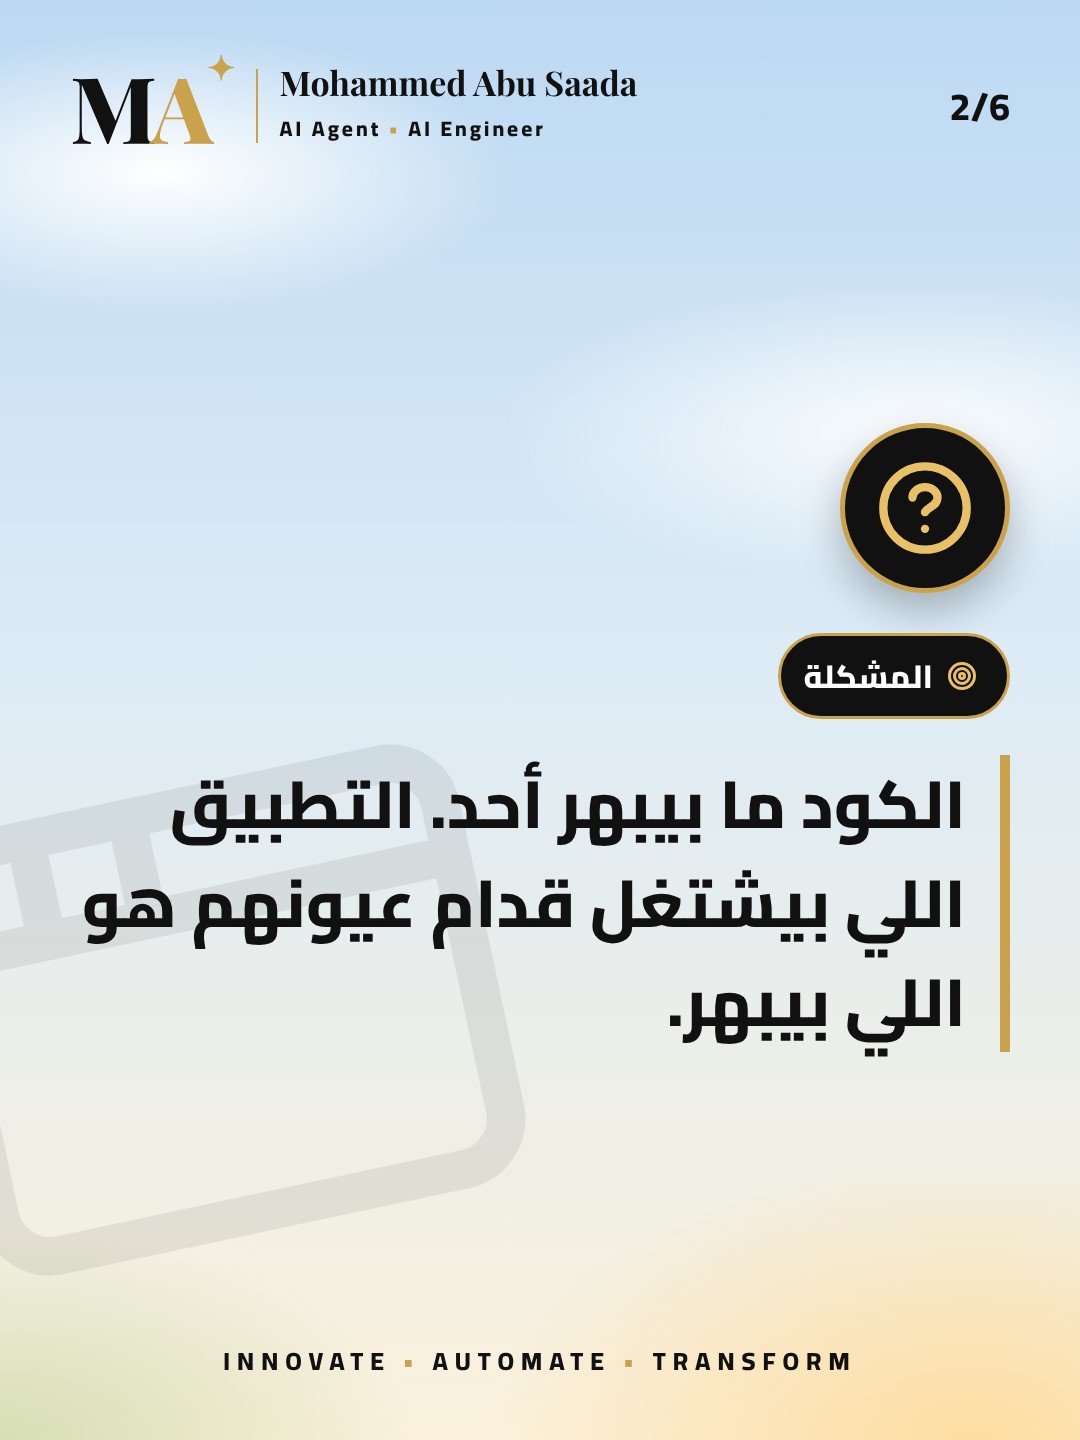 MA
Mohammed Abu Saada
AI Agent ▪ AI Engineer
2/6
المشكلة
الكود ما بيبهر أحد. التطبيق
اللي بيشتغل قدام عيونهم هو
اللي بيبهر.
INNOVATE ▪ AUTOMATE ▪ TRANSFORM